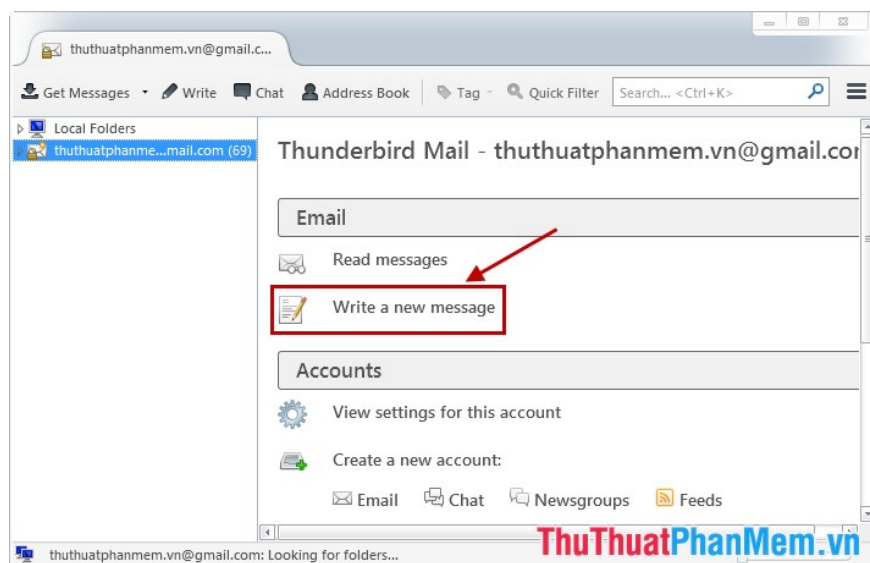 thuthuatphanmem.vn@gmail.c...
Get Messages Write Chat Address Book Tag Quick Filter Search... <Ctrl+K>
Local Folders
thuthuatphanme...mail.com (69)
Thunderbird Mail - thuthuatphanmem.vn@gmail.com
Email
Read messages
Write a new message
Accounts
View settings for this account
Create a new account:
Email Chat Newsgroups Feeds
ThuThuatPhanMem.vn
thuthuatphanmem.vn@gmail.com: Looking for folders...